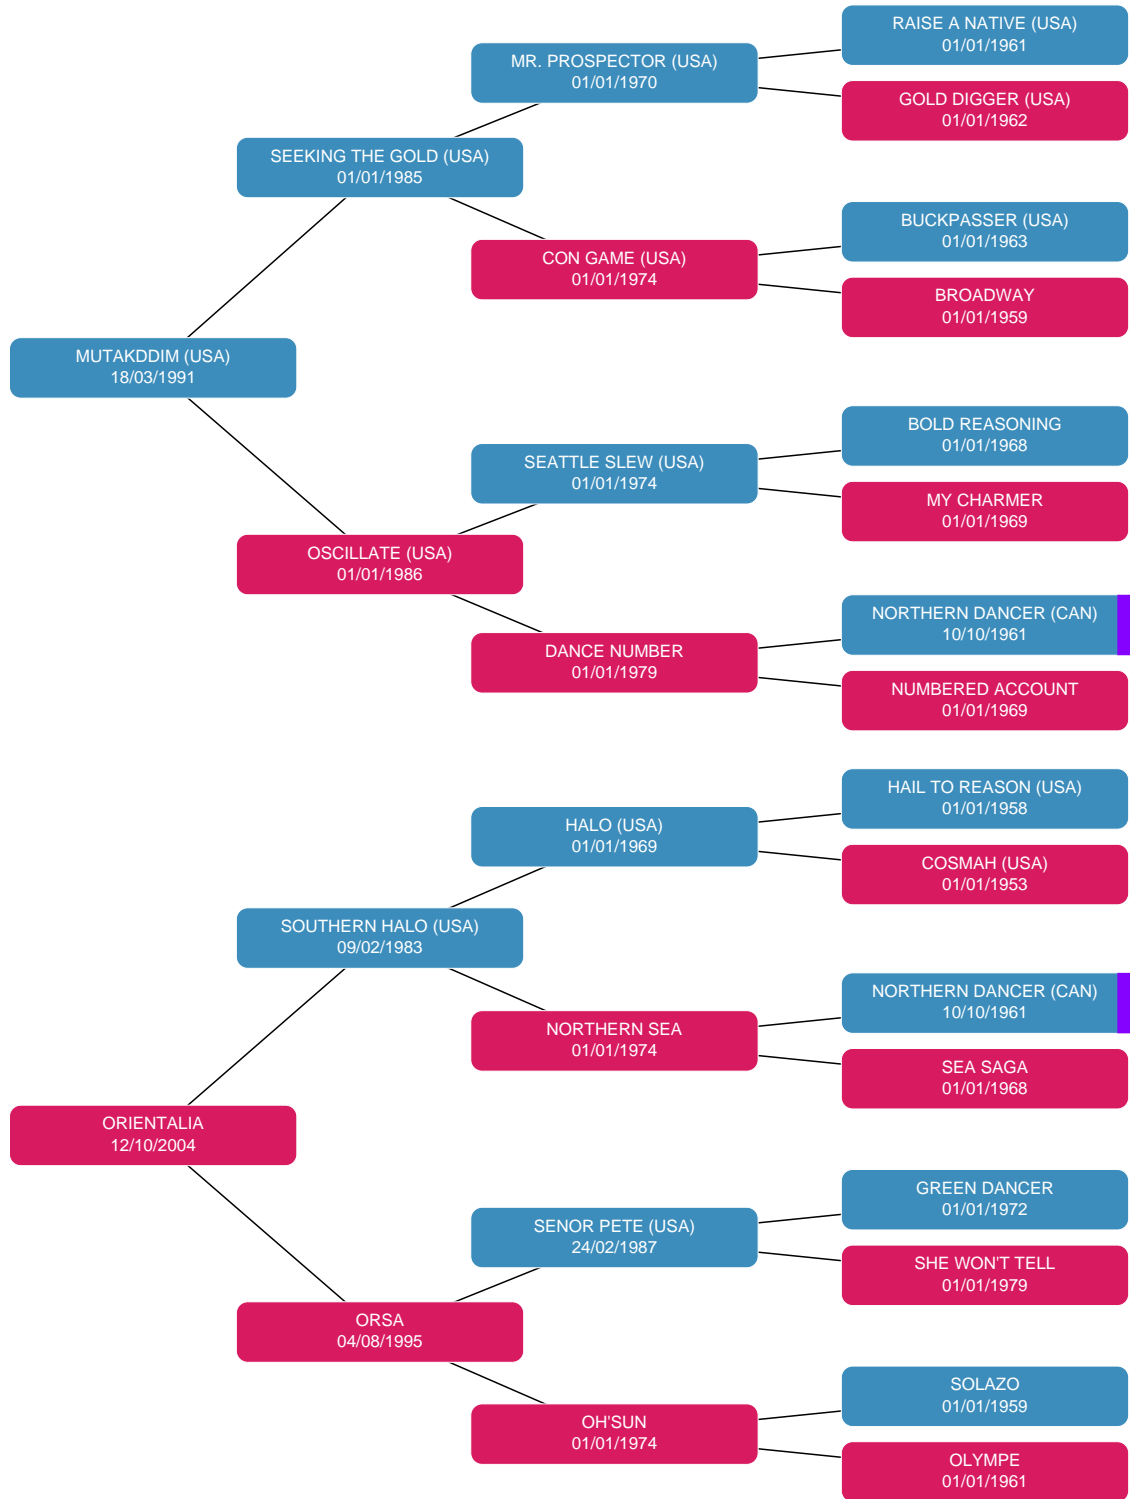 RAISE A NATIVE (USA)
01/01/1961
MR. PROSPECTOR (USA)
01/01/1970
GOLD DIGGER (USA)
01/01/1962
SEEKING THE GOLD (USA)
01/01/1985
BUCKPASSER (USA)
01/01/1963
CON GAME (USA)
01/01/1974
BROADWAY
01/01/1959
MUTAKDDIM (USA)
18/03/1991
BOLD REASONING
01/01/1968
SEATTLE SLEW (USA)
01/01/1974
MY CHARMER
01/01/1969
OSCILLATE (USA)
01/01/1986
NORTHERN DANCER (CAN)
10/10/1961
DANCE NUMBER
01/01/1979
NUMBERED ACCOUNT
01/01/1969
HAIL TO REASON (USA)
01/01/1958
HALO (USA)
01/01/1969
COSMAH (USA)
01/01/1953
SOUTHERN HALO (USA)
09/02/1983
NORTHERN DANCER (CAN)
10/10/1961
NORTHERN SEA
01/01/1974
SEA SAGA
01/01/1968
ORIENTALIA
12/10/2004
GREEN DANCER
01/01/1972
SENOR PETE (USA)
24/02/1987
SHE WON'T TELL
01/01/1979
ORSA
04/08/1995
SOLAZO
01/01/1959
OH'SUN
01/01/1974
OLYMPE
01/01/1961